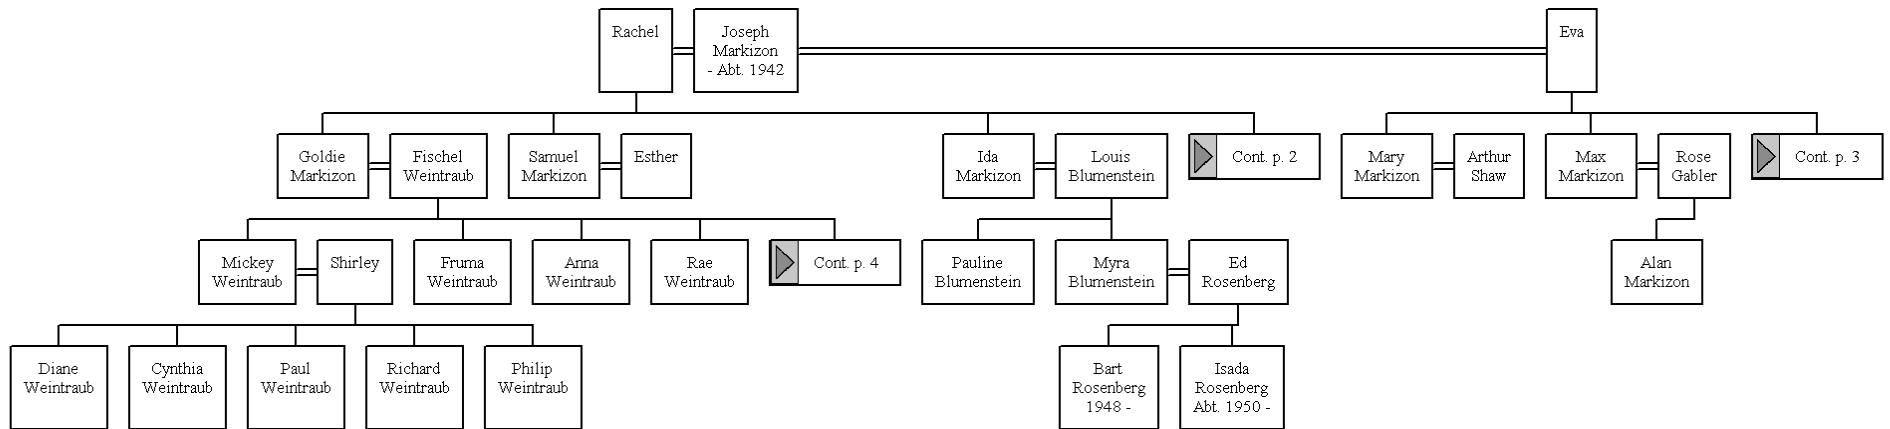 Rachel
Joseph
Markizon
- Abt. 1942
Eva
Goldie
Markizon
Fischel
Weintraub
Samuel
Markizon
Esther
Ida
Markizon
Louis
Blumenstein
Cont. p. 2
Mary
Markizon
Arthur
Shaw
Max
Markizon
Rose
Gabler
Cont. p. 3
Mickey
Weintraub
Shirley
Fruma
Weintraub
Anna
Weintraub
Rae
Weintraub
Cont. p. 4
Pauline
Blumenstein
Myra
Blumenstein
Ed
Rosenberg
Alan
Markizon
Diane
Weintraub
Cynthia
Weintraub
Paul
Weintraub
Richard
Weintraub
Philip
Weintraub
Bart
Rosenberg
1948 -
Isada
Rosenberg
Abt. 1950 -